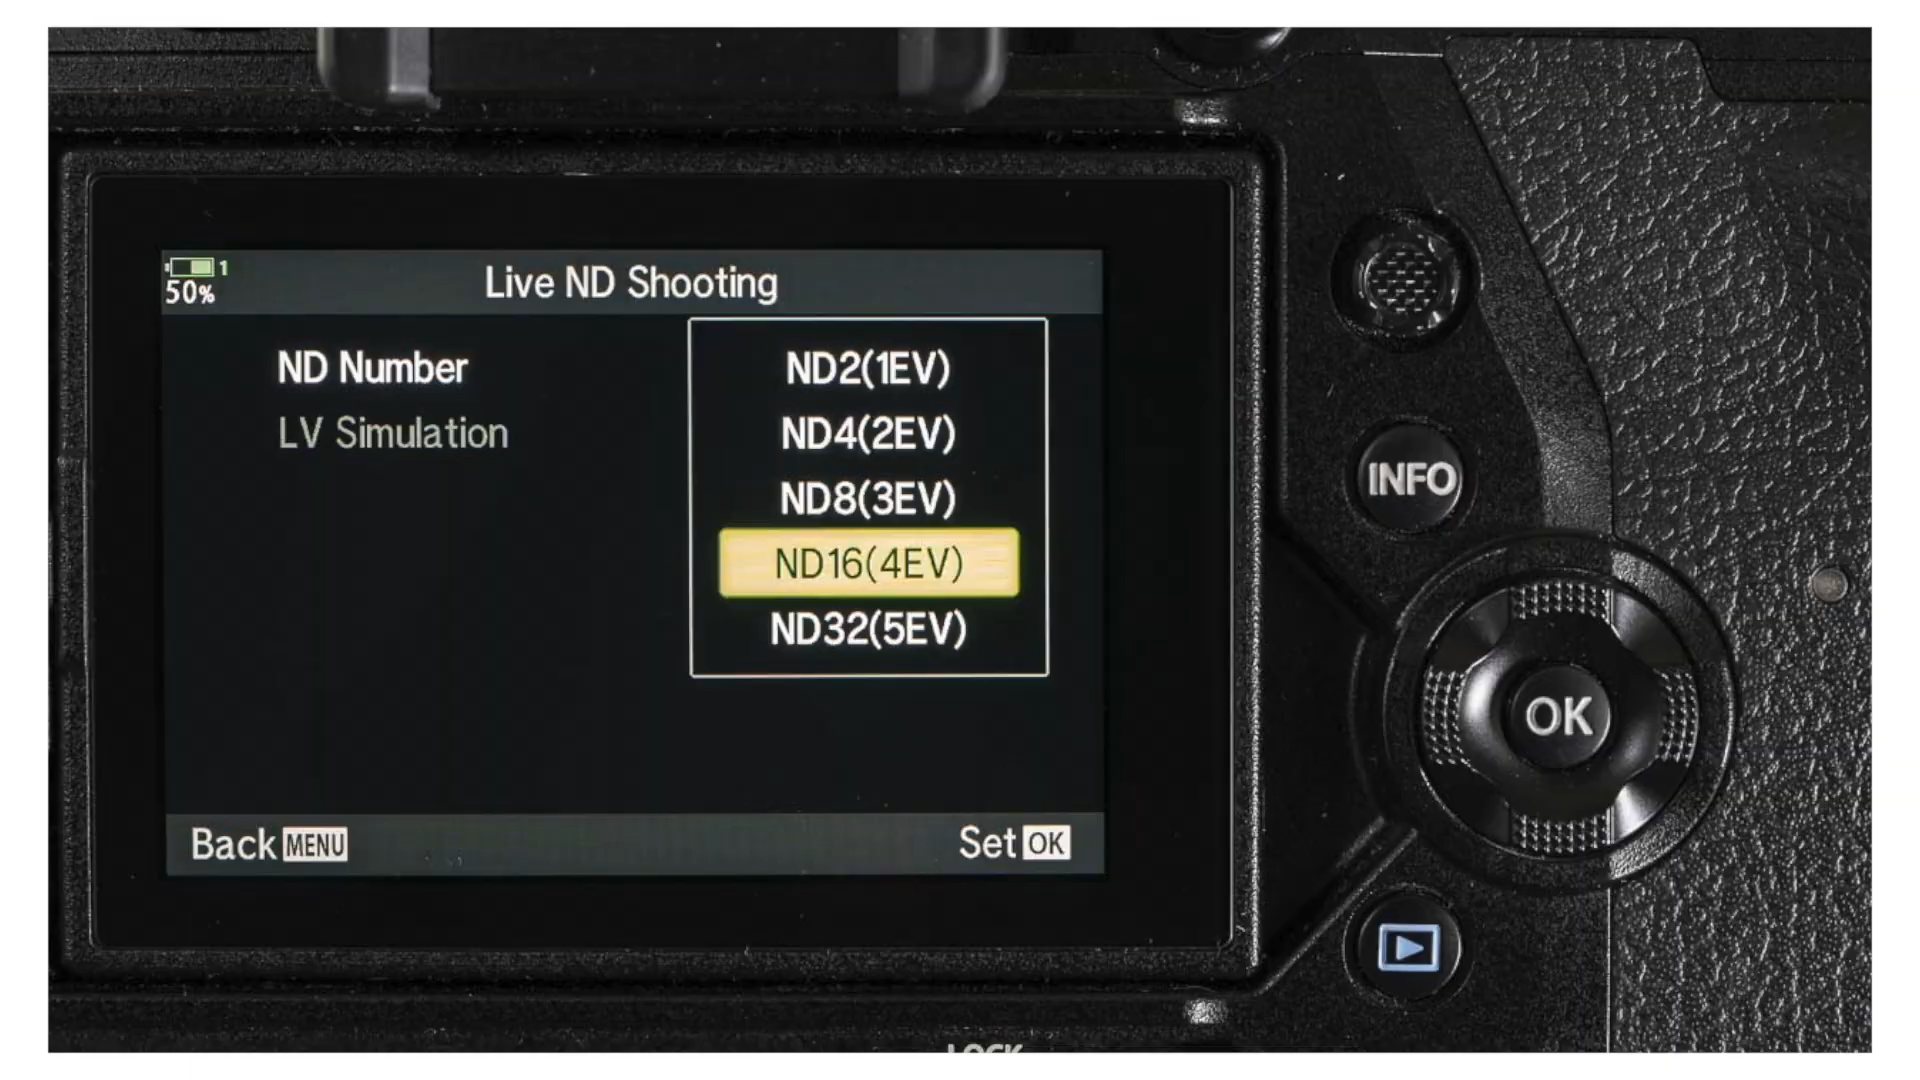 1
50%
Live ND Shooting
ND Number
LV Simulation
ND2(1EV)
ND4(2EV)
ND8(3EV)
ND16(4EV)
ND32(5EV)
Back MENU
Set OK
INFO
OK
LOCK